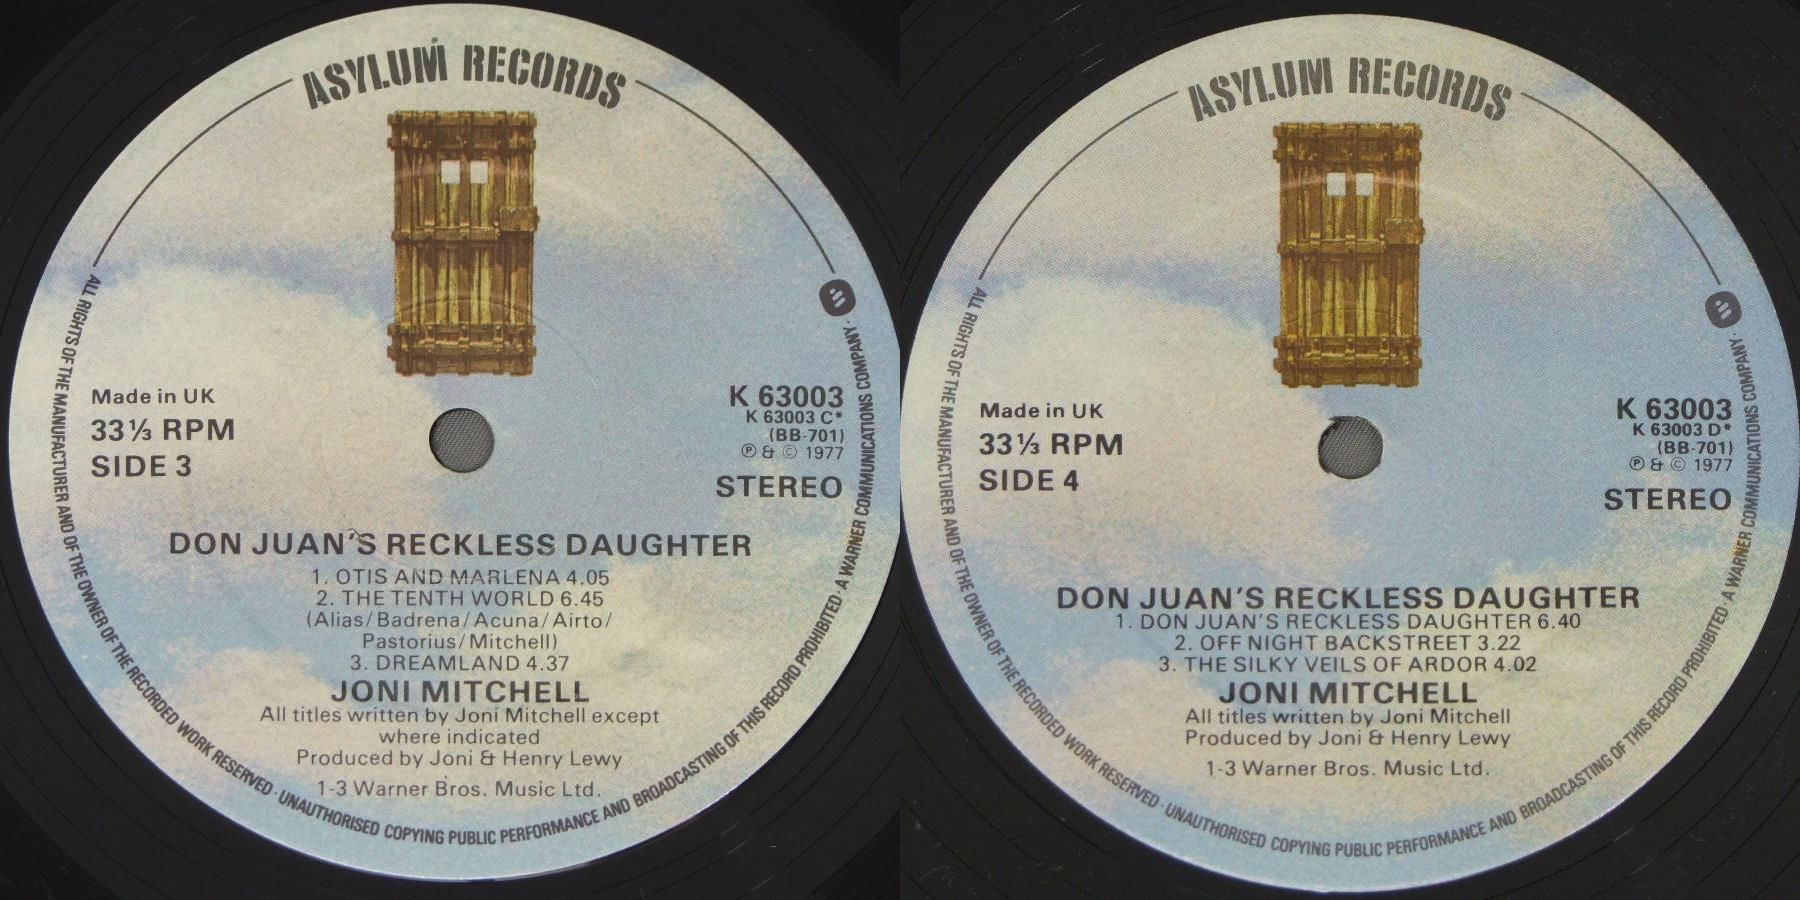 ASYLUM RECORDS
Made in UK
33⅓ RPM
SIDE 3
K 63003
K 63003 C*
(BB-701)
℗ & © 1977
STEREO
DON JUAN'S RECKLESS DAUGHTER
1. OTIS AND MARLENA 4.05
2. THE TENTH WORLD 6.45
(Alias/Badrena/Acuna/Airto/
Pastorius/Mitchell)
3. DREAMLAND 4.37
JONI MITCHELL
All titles written by Joni Mitchell except
where indicated
Produced by Joni & Henry Lewy
1-3 Warner Bros. Music Ltd.
ALL RIGHTS OF THE MANUFACTURER AND OF THE OWNER OF THE RECORDED WORK RESERVED · UNAUTHORISED COPYING PUBLIC PERFORMANCE AND BROADCASTING OF THIS RECORD PROHIBITED · A WARNER COMMUNICATIONS COMPANY ·
ASYLUM RECORDS
Made in UK
33⅓ RPM
SIDE 4
K 63003
K 63003 D*
(BB-701)
℗ & © 1977
STEREO
DON JUAN'S RECKLESS DAUGHTER
1. DON JUAN'S RECKLESS DAUGHTER 6.40
2. OFF NIGHT BACKSTREET 3.22
3. THE SILKY VEILS OF ARDOR 4.02
JONI MITCHELL
All titles written by Joni Mitchell
Produced by Joni & Henry Lewy
1-3 Warner Bros. Music Ltd.
ALL RIGHTS OF THE MANUFACTURER AND OF THE OWNER OF THE RECORDED WORK RESERVED · UNAUTHORISED COPYING PUBLIC PERFORMANCE AND BROADCASTING OF THIS RECORD PROHIBITED · A WARNER COMMUNICATIONS COMPANY ·